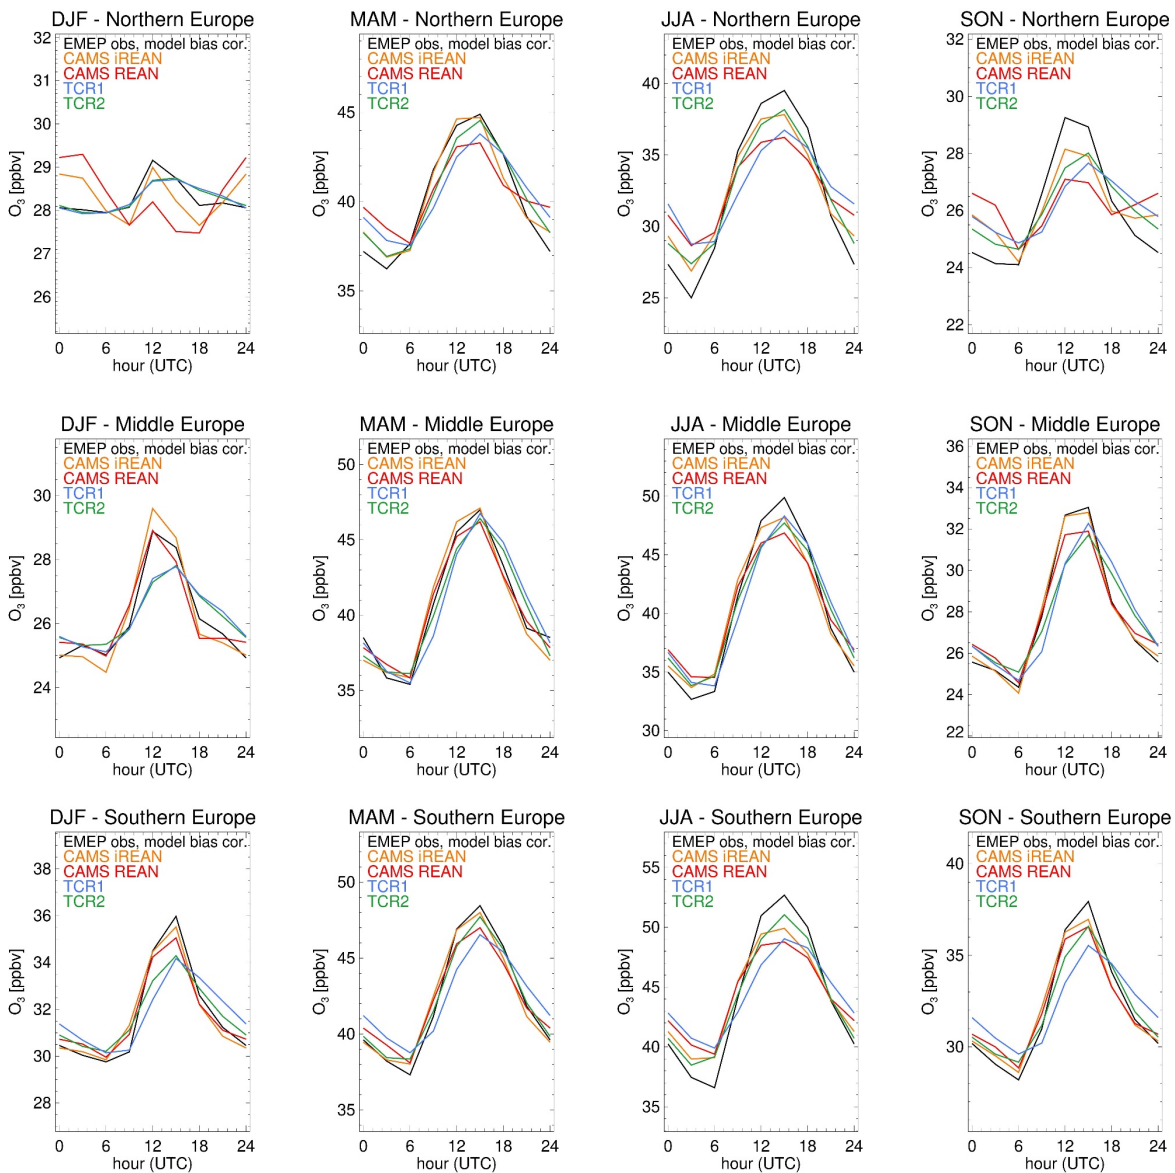 DJF - Northern Europe
EMEP obs, model bias cor.
CAMS iREAN
CAMS REAN
TCR1
TCR2
32
31
30
29
28
27
26
O3 [ppbv]
0 6 12 18 24
hour (UTC)
MAM - Northern Europe
EMEP obs, model bias cor.
CAMS iREAN
CAMS REAN
TCR1
TCR2
45
40
35
O3 [ppbv]
0 6 12 18 24
hour (UTC)
JJA - Northern Europe
EMEP obs, model bias cor.
CAMS iREAN
CAMS REAN
TCR1
TCR2
40
35
30
25
O3 [ppbv]
0 6 12 18 24
hour (UTC)
SON - Northern Europe
EMEP obs, model bias cor.
CAMS iREAN
CAMS REAN
TCR1
TCR2
32
30
28
26
24
22
O3 [ppbv]
0 6 12 18 24
hour (UTC)
DJF - Middle Europe
EMEP obs, model bias cor.
CAMS iREAN
CAMS REAN
TCR1
TCR2
30
28
26
24
O3 [ppbv]
0 6 12 18 24
hour (UTC)
MAM - Middle Europe
EMEP obs, model bias cor.
CAMS iREAN
CAMS REAN
TCR1
TCR2
50
45
40
35
O3 [ppbv]
0 6 12 18 24
hour (UTC)
JJA - Middle Europe
EMEP obs, model bias cor.
CAMS iREAN
CAMS REAN
TCR1
TCR2
50
45
40
35
30
O3 [ppbv]
0 6 12 18 24
hour (UTC)
SON - Middle Europe
EMEP obs, model bias cor.
CAMS iREAN
CAMS REAN
TCR1
TCR2
36
34
32
30
28
26
24
22
O3 [ppbv]
0 6 12 18 24
hour (UTC)
DJF - Southern Europe
EMEP obs, model bias cor.
CAMS iREAN
CAMS REAN
TCR1
TCR2
38
36
34
32
30
28
O3 [ppbv]
0 6 12 18 24
hour (UTC)
MAM - Southern Europe
EMEP obs, model bias cor.
CAMS iREAN
CAMS REAN
TCR1
TCR2
50
45
40
35
O3 [ppbv]
0 6 12 18 24
hour (UTC)
JJA - Southern Europe
EMEP obs, model bias cor.
CAMS iREAN
CAMS REAN
TCR1
TCR2
55
50
45
40
35
O3 [ppbv]
0 6 12 18 24
hour (UTC)
SON - Southern Europe
EMEP obs, model bias cor.
CAMS iREAN
CAMS REAN
TCR1
TCR2
40
35
30
O3 [ppbv]
0 6 12 18 24
hour (UTC)